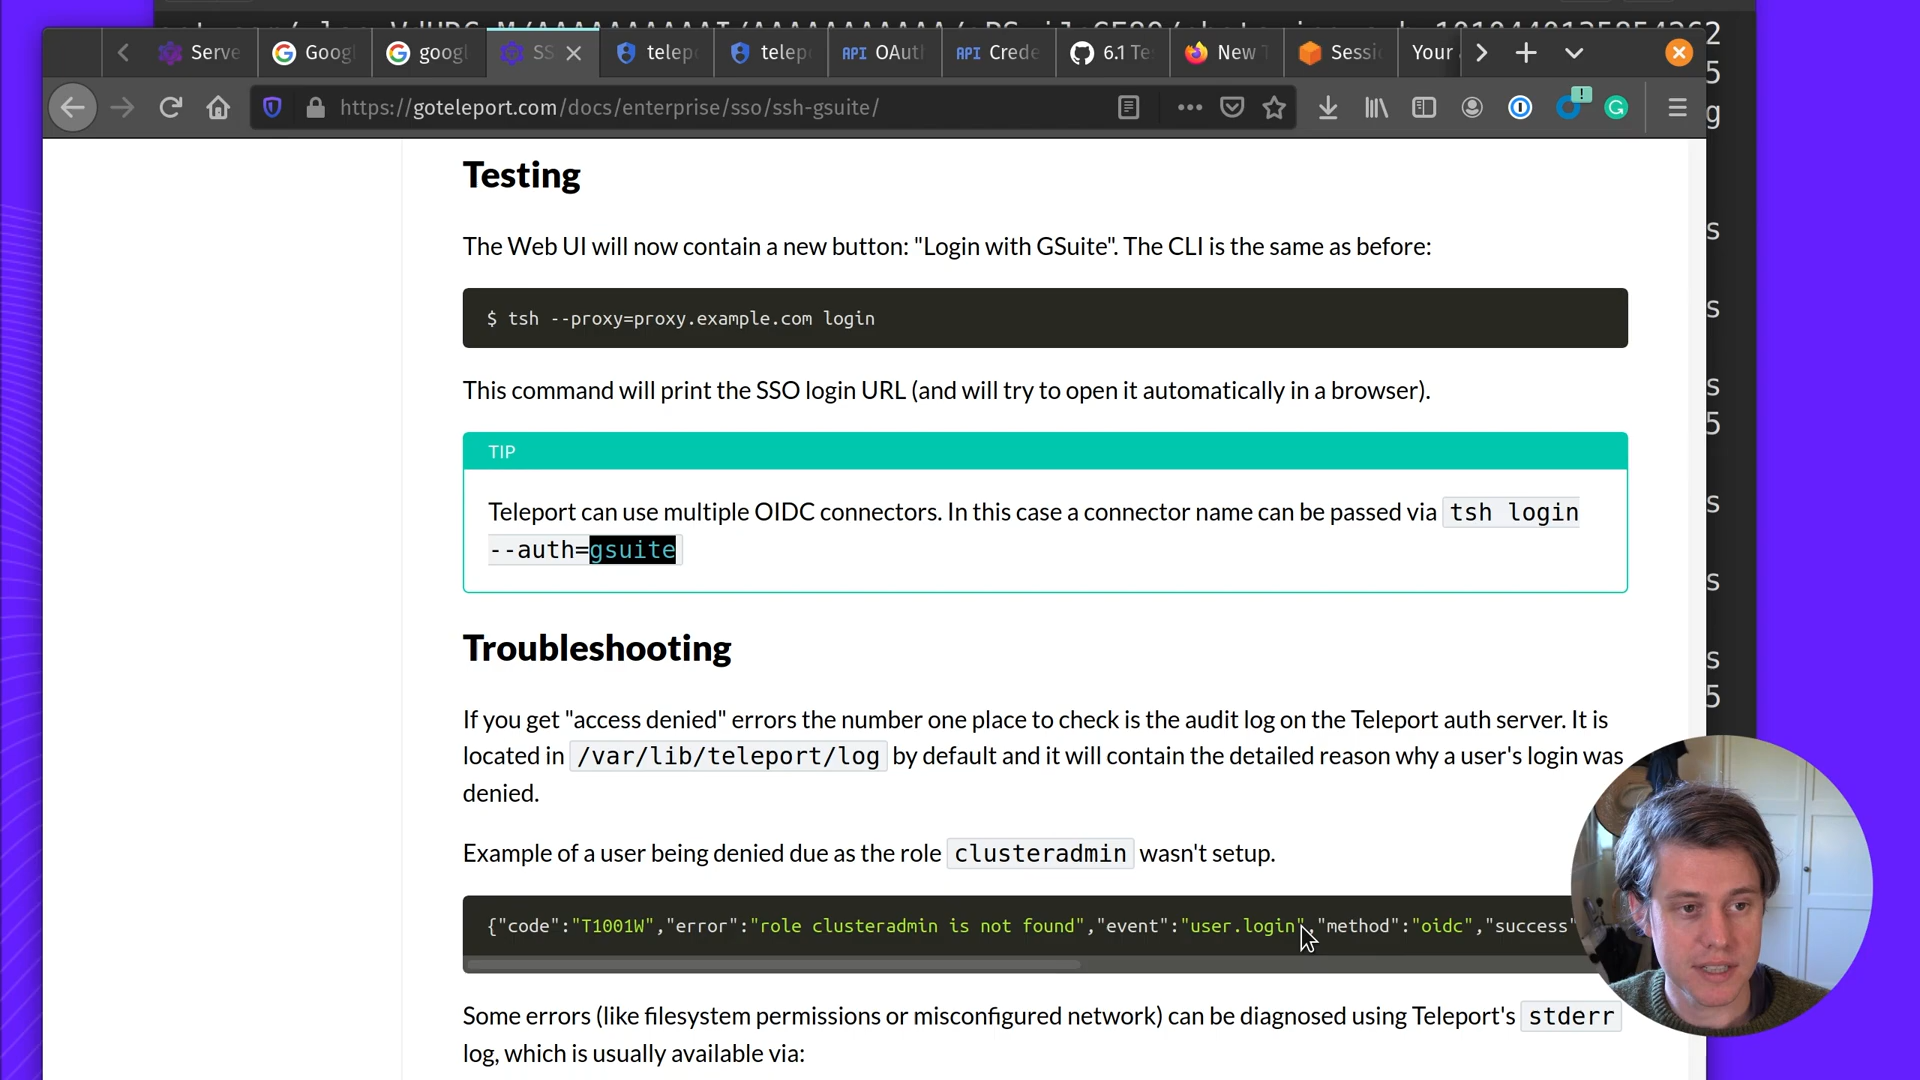 Serve
Goog
googl
SS
telep
telep
API OAut
API Crede
6.1 Te
New T
Sessi
Your
https://goteleport.com/docs/enterprise/sso/ssh-gsuite/
Testing
The Web UI will now contain a new button: "Login with GSuite". The CLI is the same as before:
$ tsh --proxy=proxy.example.com login
This command will print the SSO login URL (and will try to open it automatically in a browser).
TIP
Teleport can use multiple OIDC connectors. In this case a connector name can be passed via tsh login
--auth=gsuite
Troubleshooting
If you get "access denied" errors the number one place to check is the audit log on the Teleport auth server. It is
located in /var/lib/teleport/log by default and it will contain the detailed reason why a user's login was
denied.
Example of a user being denied due as the role clusteradmin wasn't setup.
{"code":"T1001W","error":"role clusteradmin is not found","event":"user.login","method":"oidc","success"
Some errors (like filesystem permissions or misconfigured network) can be diagnosed using Teleport's stderr
log, which is usually available via: